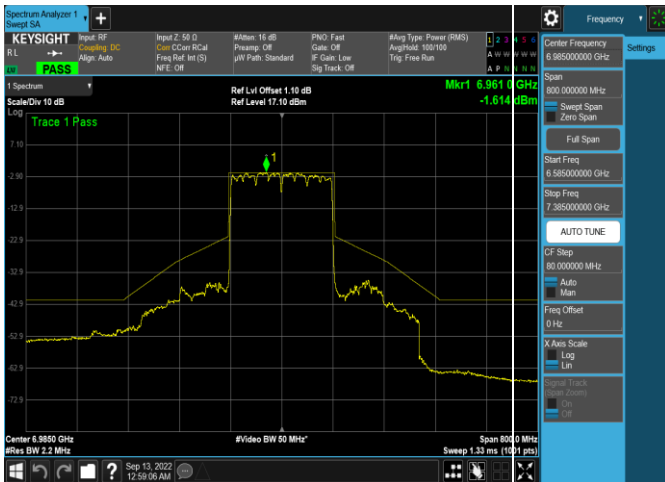 Spectrum Analyzer 1
Swept SA
Frequency
KEYSIGHT
R L
LV
PASS
Input: RF
Coupling: DC
Align: Auto
Input Z: 50 Ω
Corr CCorr RCal
Freq Ref: Int (S)
NFE: Off
#Atten: 16 dB
Preamp: Off
µW Path: Standard
PNO: Fast
Gate: Off
IF Gain: Low
Sig Track: Off
#Avg Type: Power (RMS)
Avg|Hold: 100/100
Trig: Free Run
1 2 3 4 5 6
A W W W W W
A P N N N N
1 Spectrum
Scale/Div 10 dB
Log
Ref Lvl Offset 1.10 dB
Ref Level 17.10 dBm
Mkr1 6.961 0 GHz
-1.614 dBm
Trace 1 Pass
1
7.10
-2.90
-12.9
-22.9
-32.9
-42.9
-52.9
-62.9
-72.9
Center 6.9850 GHz
#Res BW 2.2 MHz
#Video BW 50 MHz*
Span 800.0 MHz
Sweep 1.33 ms (1001 pts)
Sep 13, 2022
12:59:06 AM
Center Frequency
6.985000000 GHz
Settings
Span
800.000000 MHz
Swept Span
Zero Span
Full Span
Start Freq
6.585000000 GHz
Stop Freq
7.385000000 GHz
AUTO TUNE
CF Step
80.000000 MHz
Auto
Man
Freq Offset
0 Hz
X Axis Scale
Log
Lin
Signal Track
(Span Zoom)
On
Off